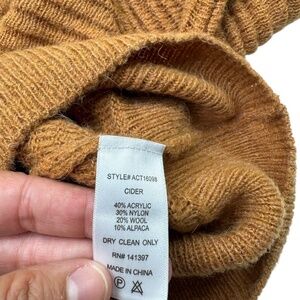 STYLE# ACT16098
CIDER
40% ACRYLIC
30% NYLON
20% WOOL
10% ALPACA
DRY CLEAN ONLY
RN# 141397
MADE IN CHINA